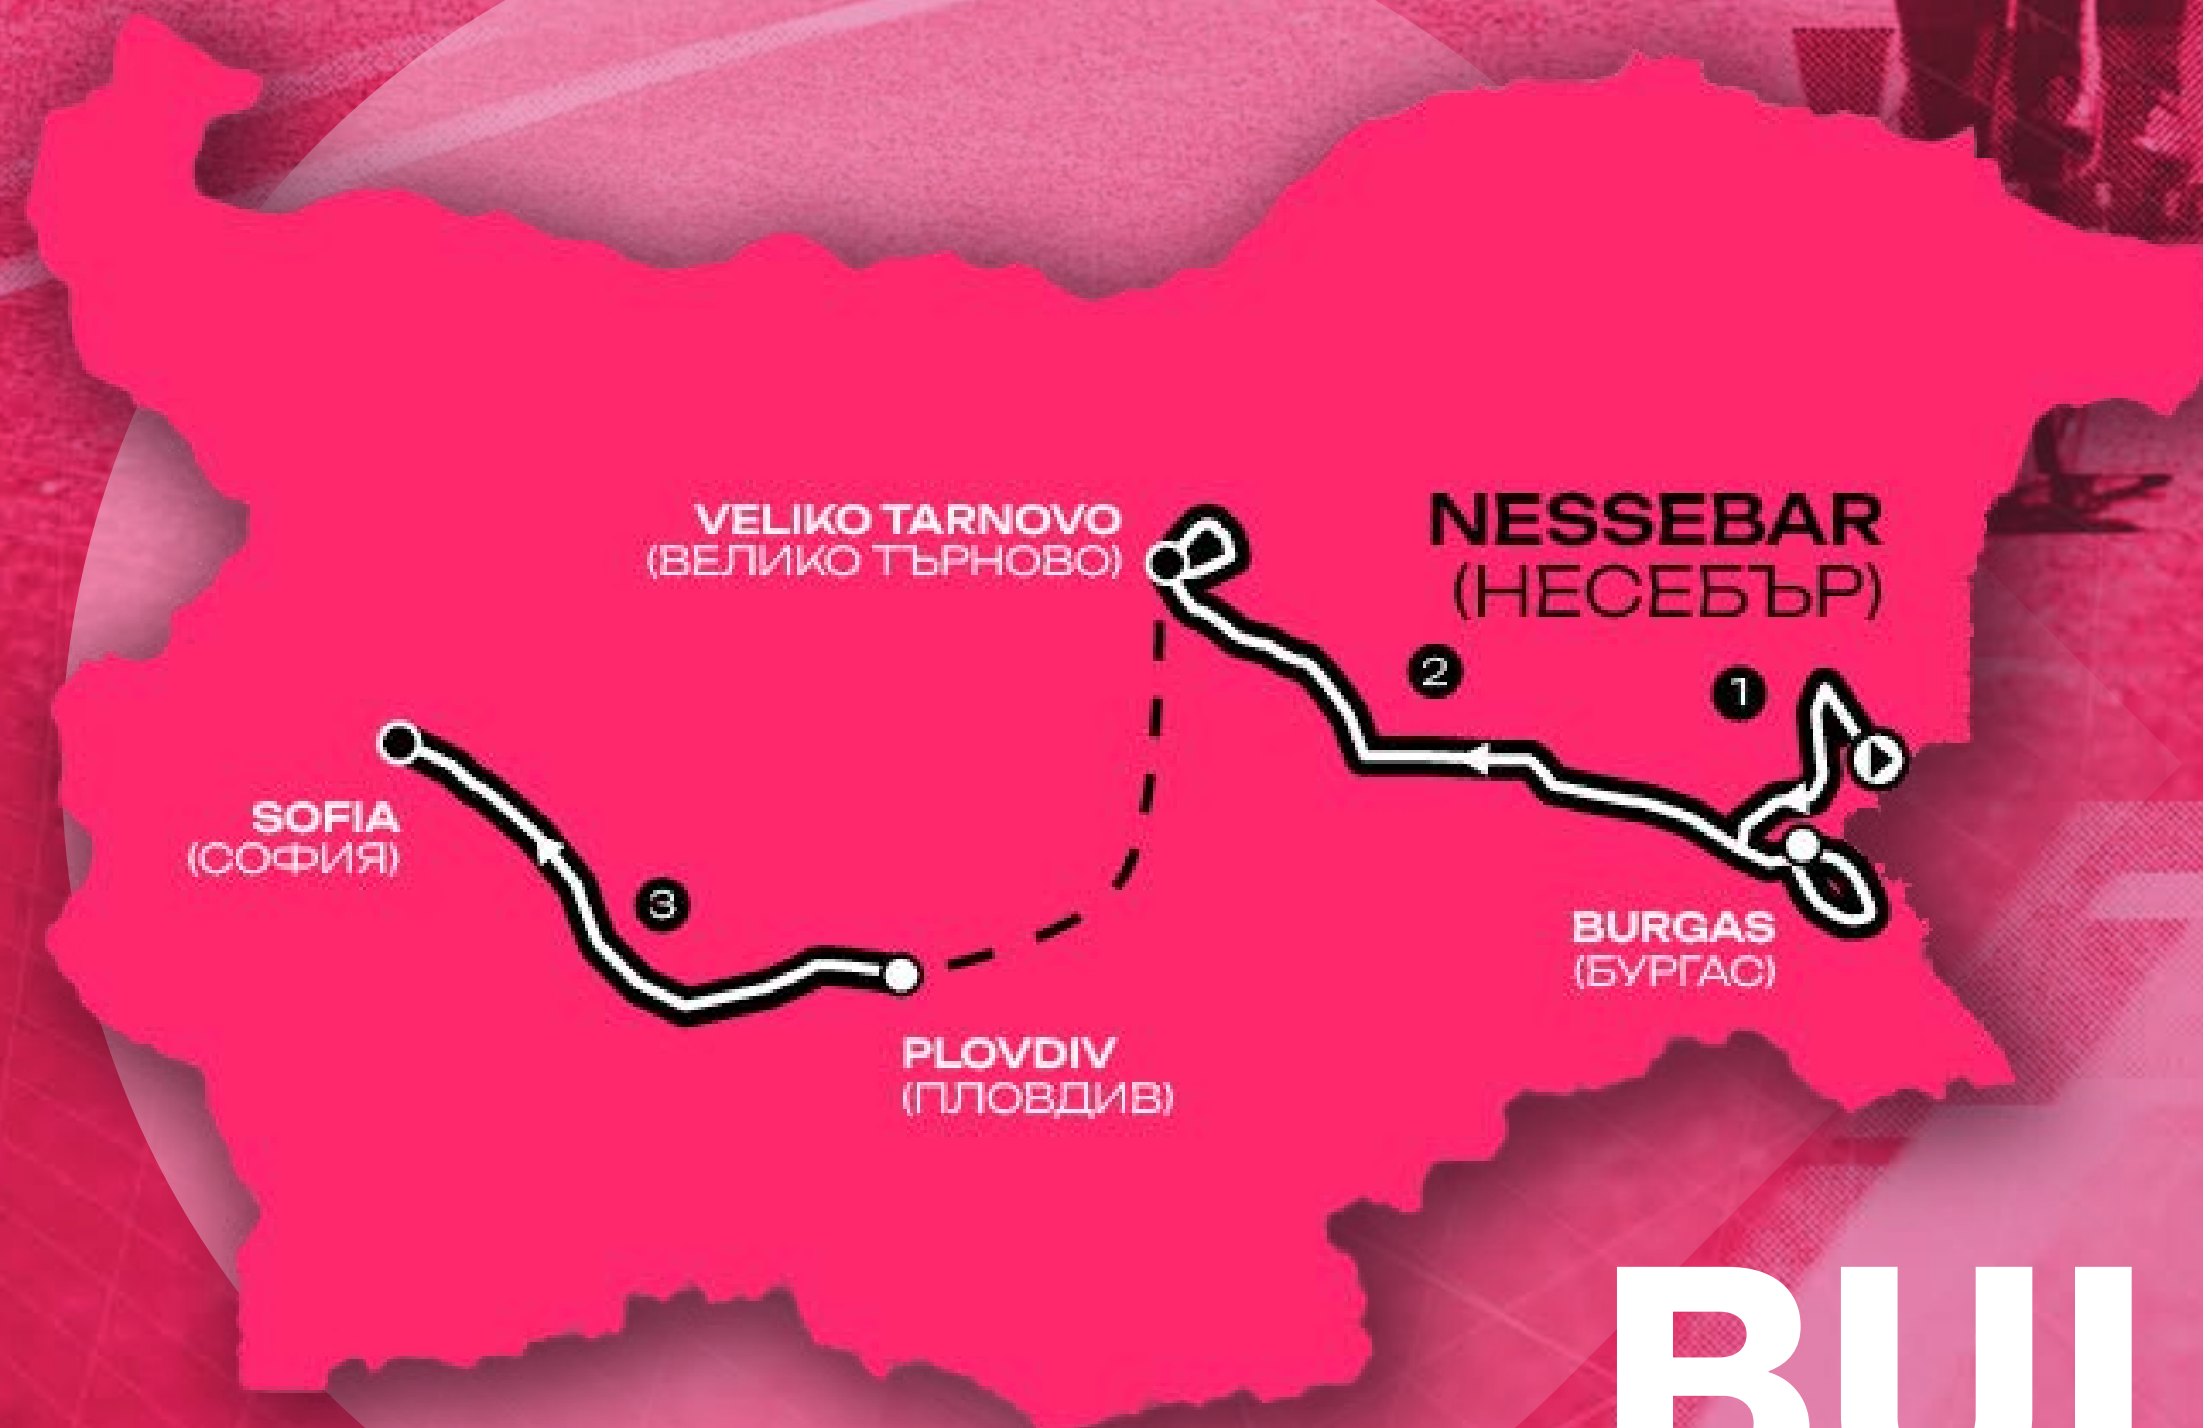 VELIKO TARNOVO
(ВЕЛИКО ТЪРНОВО)
NESSEBAR
(НЕСЕБЪР)
2
1
SOFIA
(СОФИЯ)
3
BURGAS
(БУРГАС)
PLOVDIV
(ПЛОВДИВ)